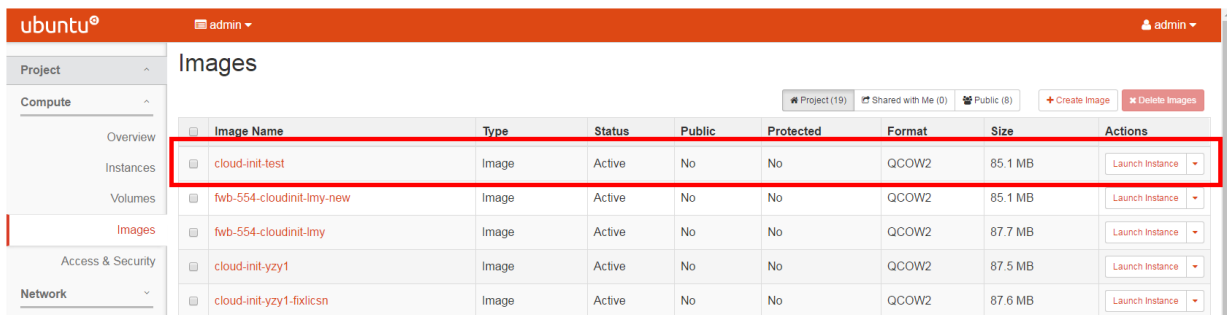 ubuntu® admin admin
Project
Images
Compute
Project (19) Shared with Me (0) Public (8) Create Image Delete Images
Overview
Image Name Type Status Public Protected Format Size Actions
Instances
cloud-init-test Image Active No No QCOW2 85.1 MB Launch Instance
Volumes
fwb-554-cloudinit-lmy-new Image Active No No QCOW2 85.1 MB Launch Instance
Images
fwb-554-cloudinit-lmy Image Active No No QCOW2 87.7 MB Launch Instance
Access & Security
cloud-init-yzy1 Image Active No No QCOW2 87.5 MB Launch Instance
Network
cloud-init-yzy1-fixlicsn Image Active No No QCOW2 87.6 MB Launch Instance